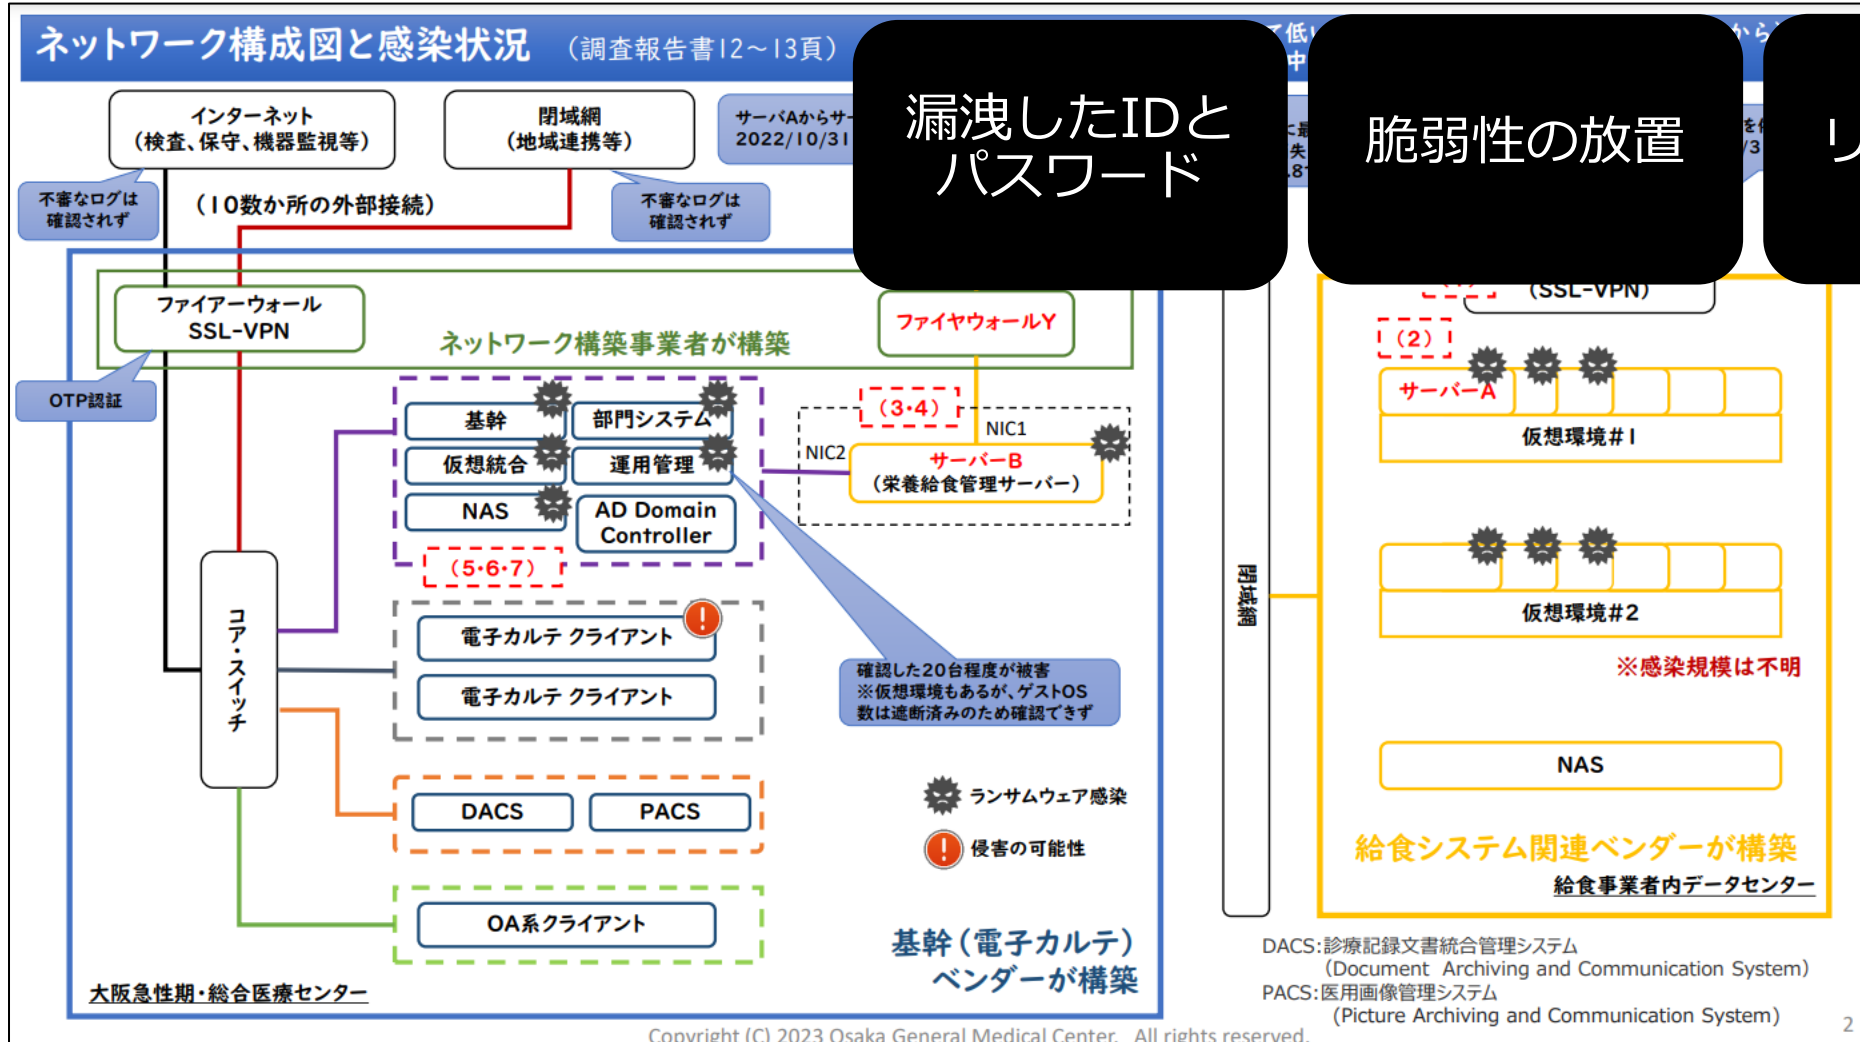 ネットワーク構成図と感染状況 （調査報告書12～13頁）
漏洩したIDと
パスワード
脆弱性の放置
リ
インターネット
（検査、保守、機器監視等）
閉域網
（地域連携等）
サーバAからサー
2022/10/31
不審なログは
確認されず
（10数か所の外部接続）
不審なログは
確認されず
ファイアーウォール
SSL-VPN
ネットワーク構築事業者が構築
ファイヤウォールY
OTP認証
（SSL-VPN）
（2）
サーバーA
仮想環境#1
仮想環境#2
※感染規模は不明
NAS
給食システム関連ベンダーが構築
給食事業者内データセンター
基幹
部門システム
仮想統合
運用管理
NAS
AD Domain
Controller
（5・6・7）
（3・4）
NIC1
NIC2
サーバーB
（栄養給食管理サーバー）
閉域網
コア・スイッチ
電子カルテ クライアント
電子カルテ クライアント
確認した20台程度が被害
※仮想環境もあるが、ゲストOS
数は遮断済みのため確認できず
DACS
PACS
ランサムウェア感染
侵害の可能性
OA系クライアント
基幹（電子カルテ）
ベンダーが構築
大阪急性期・総合医療センター
DACS：診療記録文書統合管理システム
（Document Archiving and Communication System）
PACS：医用画像管理システム
（Picture Archiving and Communication System）
Copyright (C) 2023 Osaka General Medical Center. All rights reserved.
2